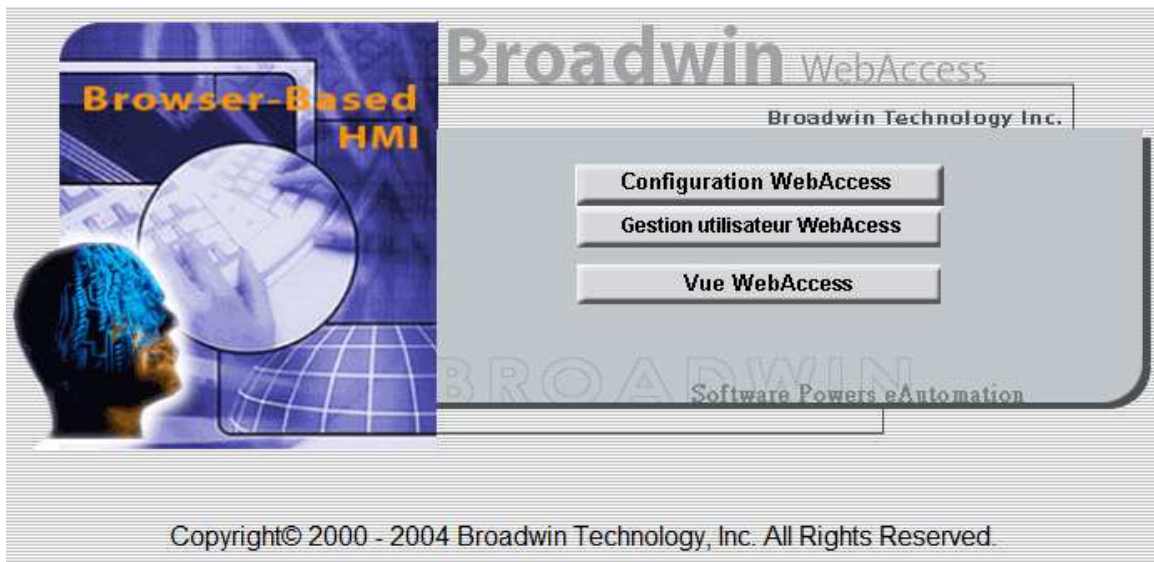 Broadwin WebAccess
Browser-Based
HMI
Broadwin Technology Inc.
Configuration WebAccess
Gestion utilisateur WebAcess
Vue WebAccess
BROADWIN
Software Powers eAutomation
Copyright© 2000 - 2004 Broadwin Technology, Inc. All Rights Reserved.